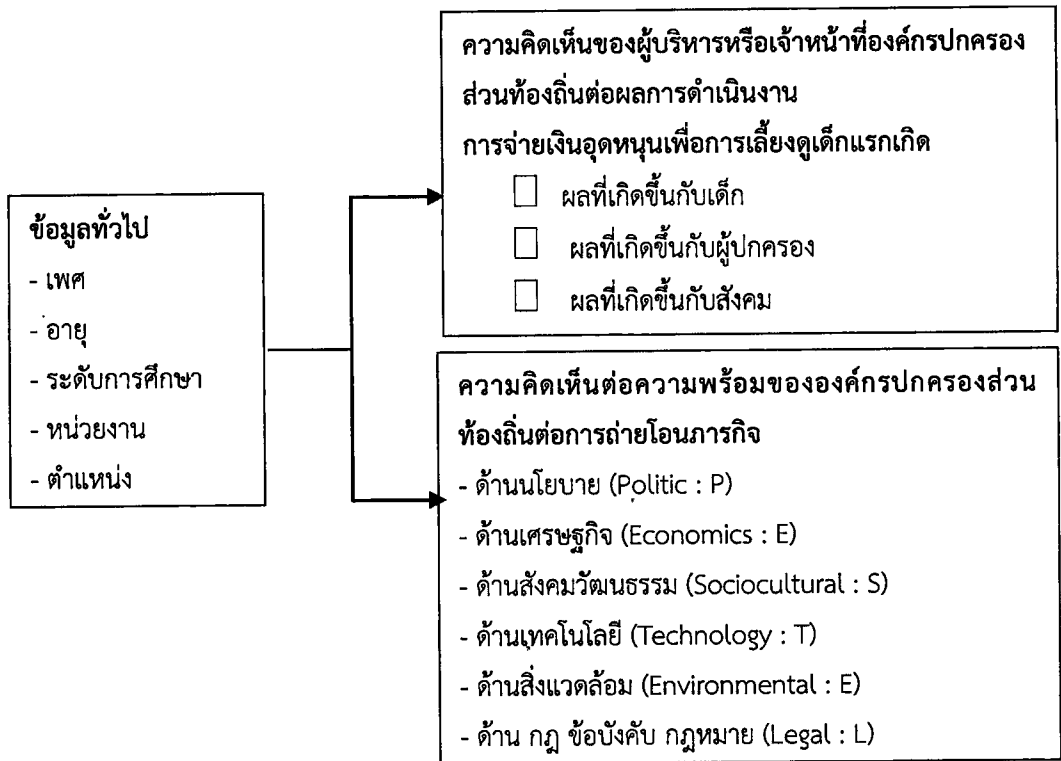 ข้อมูลทั่วไป
- เพศ
- อายุ
- ระดับการศึกษา
- หน่วยงาน
- ตำแหน่ง
ความคิดเห็นของผู้บริหารหรือเจ้าหน้าที่องค์กรปกครอง
ส่วนท้องถิ่นต่อผลการดำเนินงาน
การจ่ายเงินอุดหนุนเพื่อการเลี้ยงดูเด็กแรกเกิด
ผลที่เกิดขึ้นกับเด็ก
ผลที่เกิดขึ้นกับผู้ปกครอง
ผลที่เกิดขึ้นกับสังคม
ความคิดเห็นต่อความพร้อมขององค์กรปกครองส่วน
ท้องถิ่นต่อการถ่ายโอนภารกิจ
- ด้านนโยบาย (Politic : P)
- ด้านเศรษฐกิจ (Economics : E)
- ด้านสังคมวัฒนธรรม (Sociocultural : S)
- ด้านเทคโนโลยี (Technology : T)
- ด้านสิ่งแวดล้อม (Environmental : E)
- ด้าน กฎ ข้อบังคับ กฎหมาย (Legal : L)